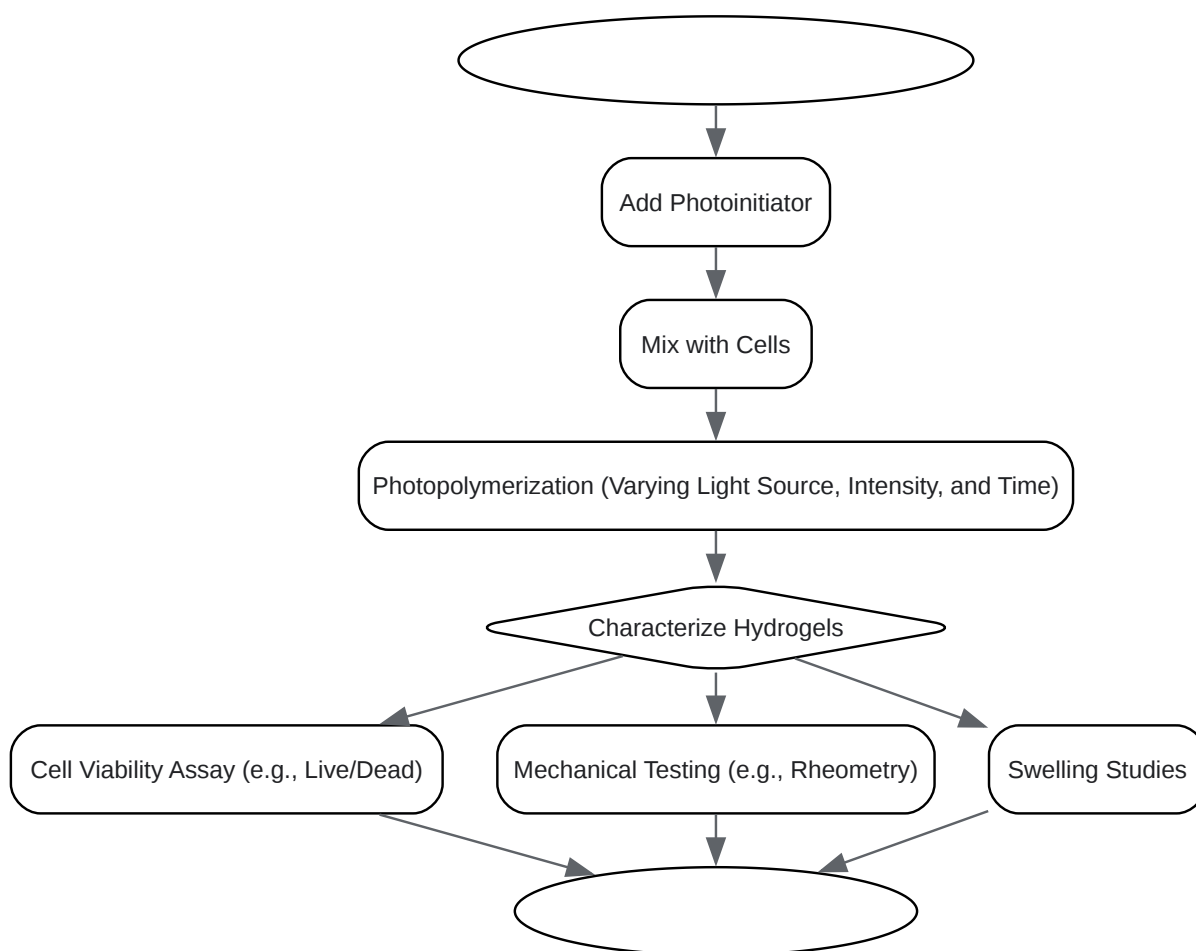 Add Photoinitiator
Mix with Cells
Photopolymerization (Varying Light Source, Intensity, and Time)
Characterize Hydrogels
Cell Viability Assay (e.g., Live/Dead)
Mechanical Testing (e.g., Rheometry)
Swelling Studies